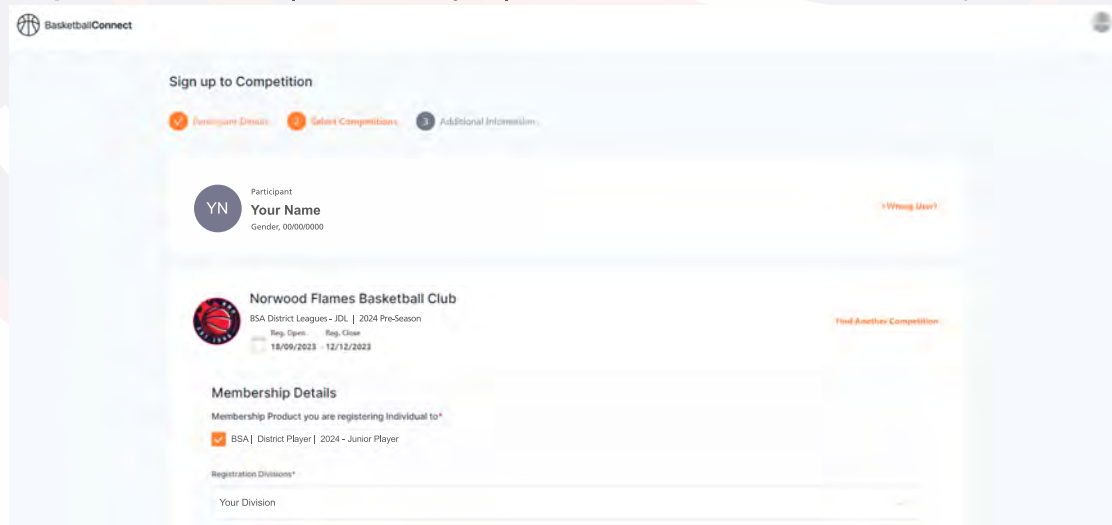 BasketballConnect
Sign up to Competition
Participant Details
2 Select Competitions
3 Additional Information
YN
Participant
Your Name
Gender, 00/00/0000
Wrong User?
Norwood Flames Basketball Club
BSA District Leagues - JDL | 2024 Pre-Season
Reg. Open Reg. Close
18/09/2023 - 12/12/2023
Find Another Competition
Membership Details
Membership Product you are registering Individual to*
BSA | District Player | 2024 - Junior Player
Registration Divisions*
Your Division